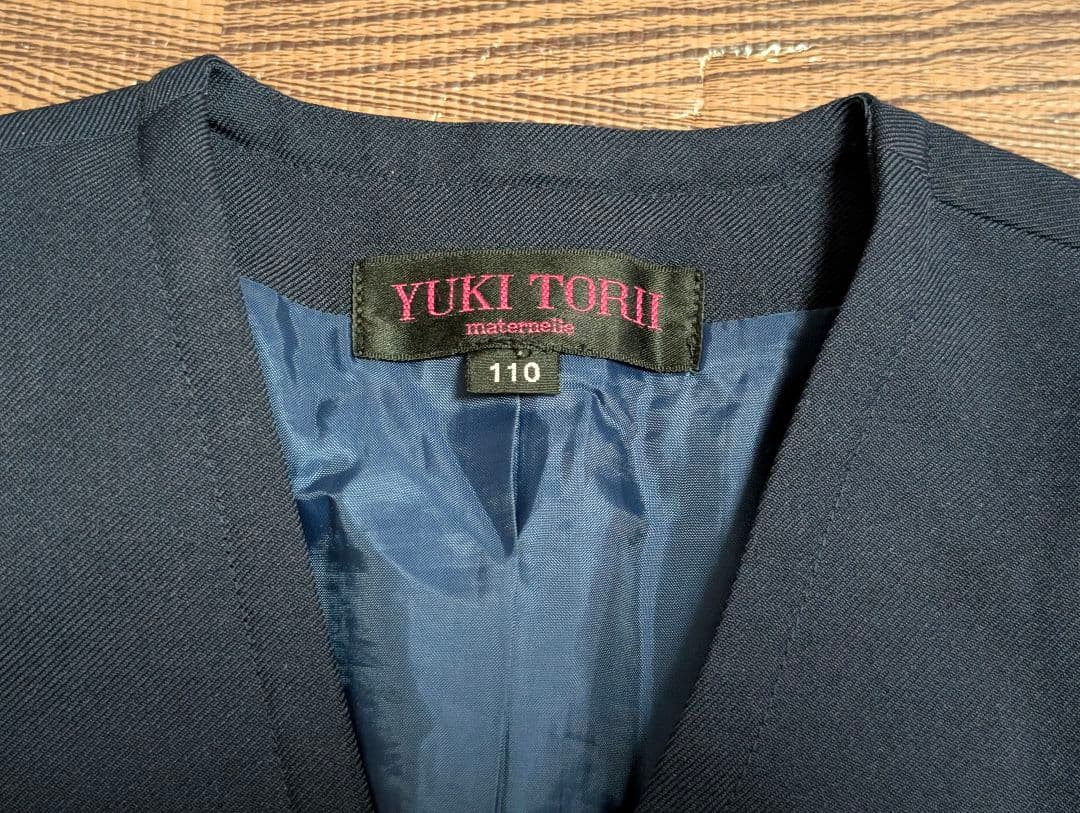 YUKI TORII
maternelle
110